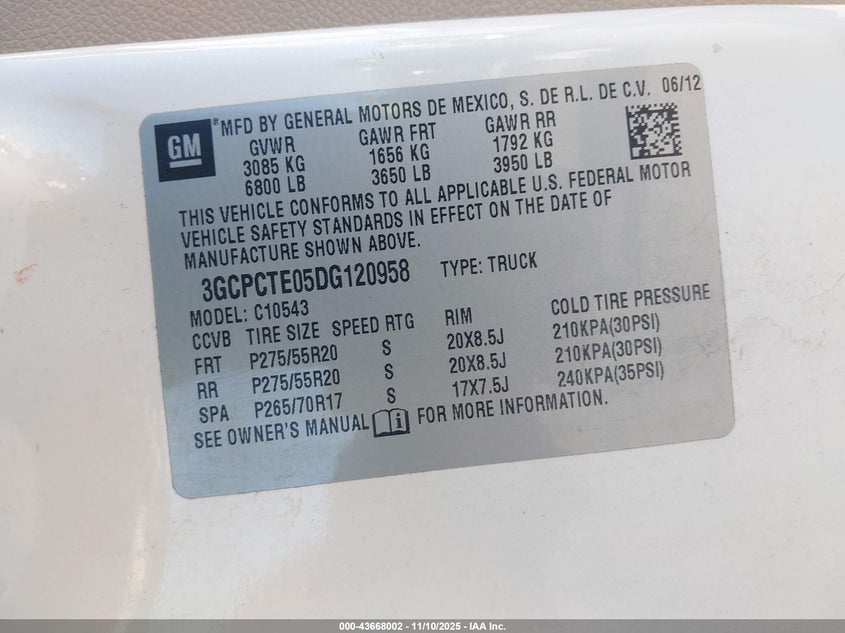 GM ®MFD BY GENERAL MOTORS DE MEXICO, S. DE R.L. DE C.V. 06/12
GVWR GAWR FRT GAWR RR
3085 KG 1656 KG 1792 KG
6800 LB 3650 LB 3950 LB
THIS VEHICLE CONFORMS TO ALL APPLICABLE U.S. FEDERAL MOTOR
VEHICLE SAFETY STANDARDS IN EFFECT ON THE DATE OF
MANUFACTURE SHOWN ABOVE.
3GCPCTE05DG120958 TYPE: TRUCK
MODEL: C10543
CCVB TIRE SIZE SPEED RTG RIM COLD TIRE PRESSURE
FRT P275/55R20 S 20X8.5J 210KPA(30PSI)
RR P275/55R20 S 20X8.5J 210KPA(30PSI)
SPA P265/70R17 S 17X7.5J 240KPA(35PSI)
SEE OWNER'S MANUAL i FOR MORE INFORMATION.
000-43668002 - 11/10/2025 - IAA Inc.